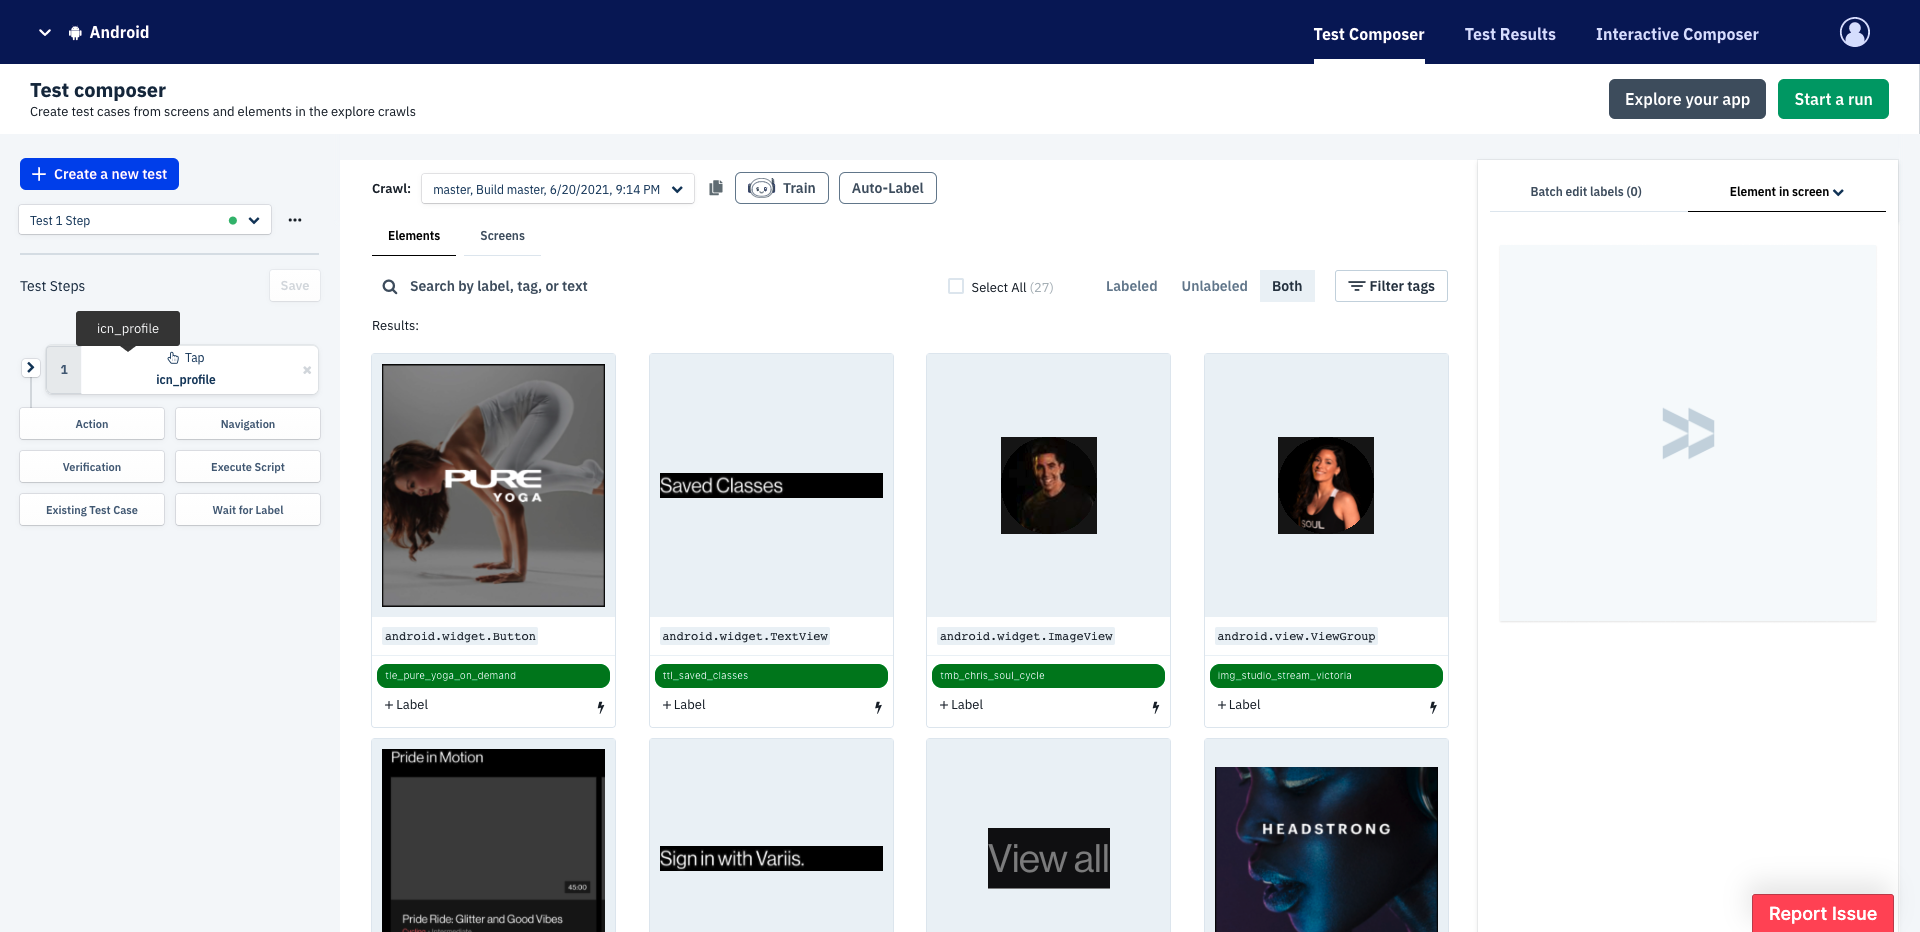 Android
Test Composer
Test Results
Interactive Composer
Test composer
Create test cases from screens and elements in the explore crawls
Explore your app
Start a run
Create a new test
Test 1 Step
Test Steps
Save
icn_profile
1
Tap
icn_profile
Action
Navigation
Verification
Execute Script
Existing Test Case
Wait for Label
Crawl:
master, Build master, 6/20/2021, 9:14 PM
Train
Auto-Label
Elements
Screens
Search by label, tag, or text
Select All (27)
Labeled
Unlabeled
Both
Filter tags
Results:
PURE
YOGA
android.widget.Button
tle_pure_yoga_on_demand
+ Label
Saved Classes
android.widget.TextView
ttl_saved_classes
+ Label
android.widget.ImageView
tmb_chris_soul_cycle
+ Label
SOUL
android.view.ViewGroup
img_studio_stream_victoria
+ Label
Pride in Motion
45:00
Pride Ride: Glitter and Good Vibes
Cycling - Intermediate
Sign in with Variis.
View all
HEADSTRONG
Batch edit labels (0)
Element in screen
Report Issue